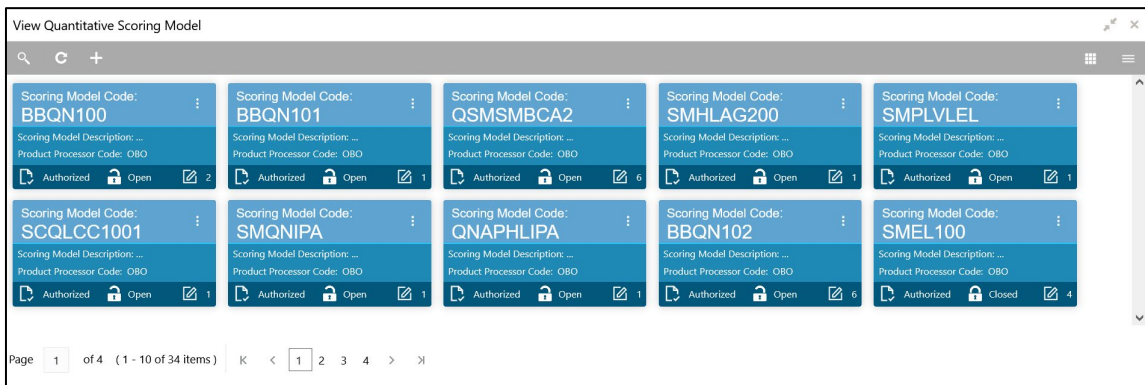 View Quantitative Scoring Model
Scoring Model Code:
BBQN100
Scoring Model Description: ...
Product Processor Code: OBO
Authorized Open 2
Scoring Model Code:
BBQN101
Scoring Model Description: ...
Product Processor Code: OBO
Authorized Open 1
Scoring Model Code:
QSMSMBCA2
Scoring Model Description: ...
Product Processor Code: OBO
Authorized Open 6
Scoring Model Code:
SMHLAG200
Scoring Model Description: ...
Product Processor Code: OBO
Authorized Open 1
Scoring Model Code:
SMPLVLEL
Scoring Model Description: ...
Product Processor Code: OBO
Authorized Open 1
Scoring Model Code:
SCQLCC1001
Scoring Model Description: ...
Product Processor Code: OBO
Authorized Open 1
Scoring Model Code:
SMQNIPA
Scoring Model Description: ...
Product Processor Code: OBO
Authorized Open 1
Scoring Model Code:
QNAPHLIPA
Scoring Model Description: ...
Product Processor Code: OBO
Authorized Open 1
Scoring Model Code:
BBQN102
Scoring Model Description: ...
Product Processor Code: OBO
Authorized Open 6
Scoring Model Code:
SMEL100
Scoring Model Description: ...
Product Processor Code: OBO
Authorized Closed 4
Page 1 of 4 ( 1 - 10 of 34 items ) 1 2 3 4